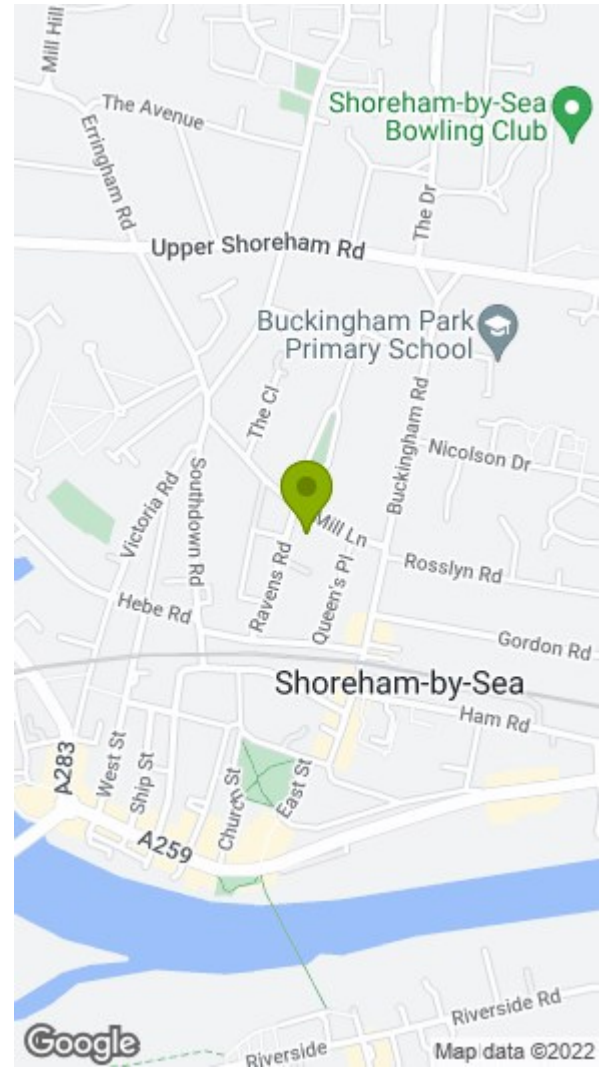 Mill Hill
The Avenue
Shoreham-by-Sea
Bowling Club
Erringham Rd
The Dr
Upper Shoreham Rd
Buckingham Park
Primary School
The Cl
Buckingham Rd
Nicolson Dr
Victoria Rd
Southdown Rd
Mill Ln
Ravens Rd
Queen's Pl
Rosslyn Rd
Hebe Rd
Gordon Rd
Shoreham-by-Sea
Ham Rd
A283
West St
Ship St
Church St
East St
A259
Riverside Rd
Riverside
Google
Map data ©2022